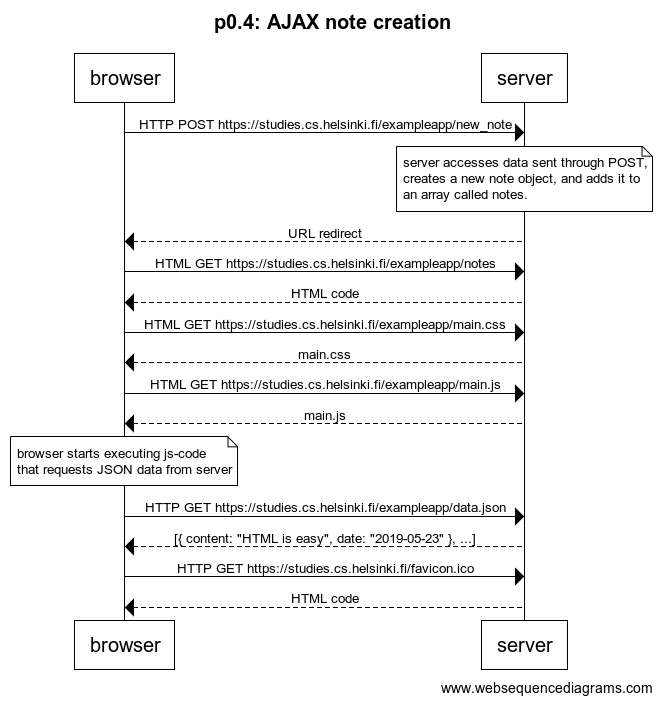 p0.4: AJAX note creation
browser
server
HTTP POST https://studies.cs.helsinki.fi/exampleapp/new_note
server accesses data sent through POST,
creates a new note object, and adds it to
an array called notes.
URL redirect
HTML GET https://studies.cs.helsinki.fi/exampleapp/notes
HTML code
HTML GET https://studies.cs.helsinki.fi/exampleapp/main.css
main.css
HTML GET https://studies.cs.helsinki.fi/exampleapp/main.js
main.js
browser starts executing js-code
that requests JSON data from server
HTTP GET https://studies.cs.helsinki.fi/exampleapp/data.json
[{ content: "HTML is easy", date: "2019-05-23" }, ...]
HTTP GET https://studies.cs.helsinki.fi/favicon.ico
HTML code
browser
server
www.websequencediagrams.com